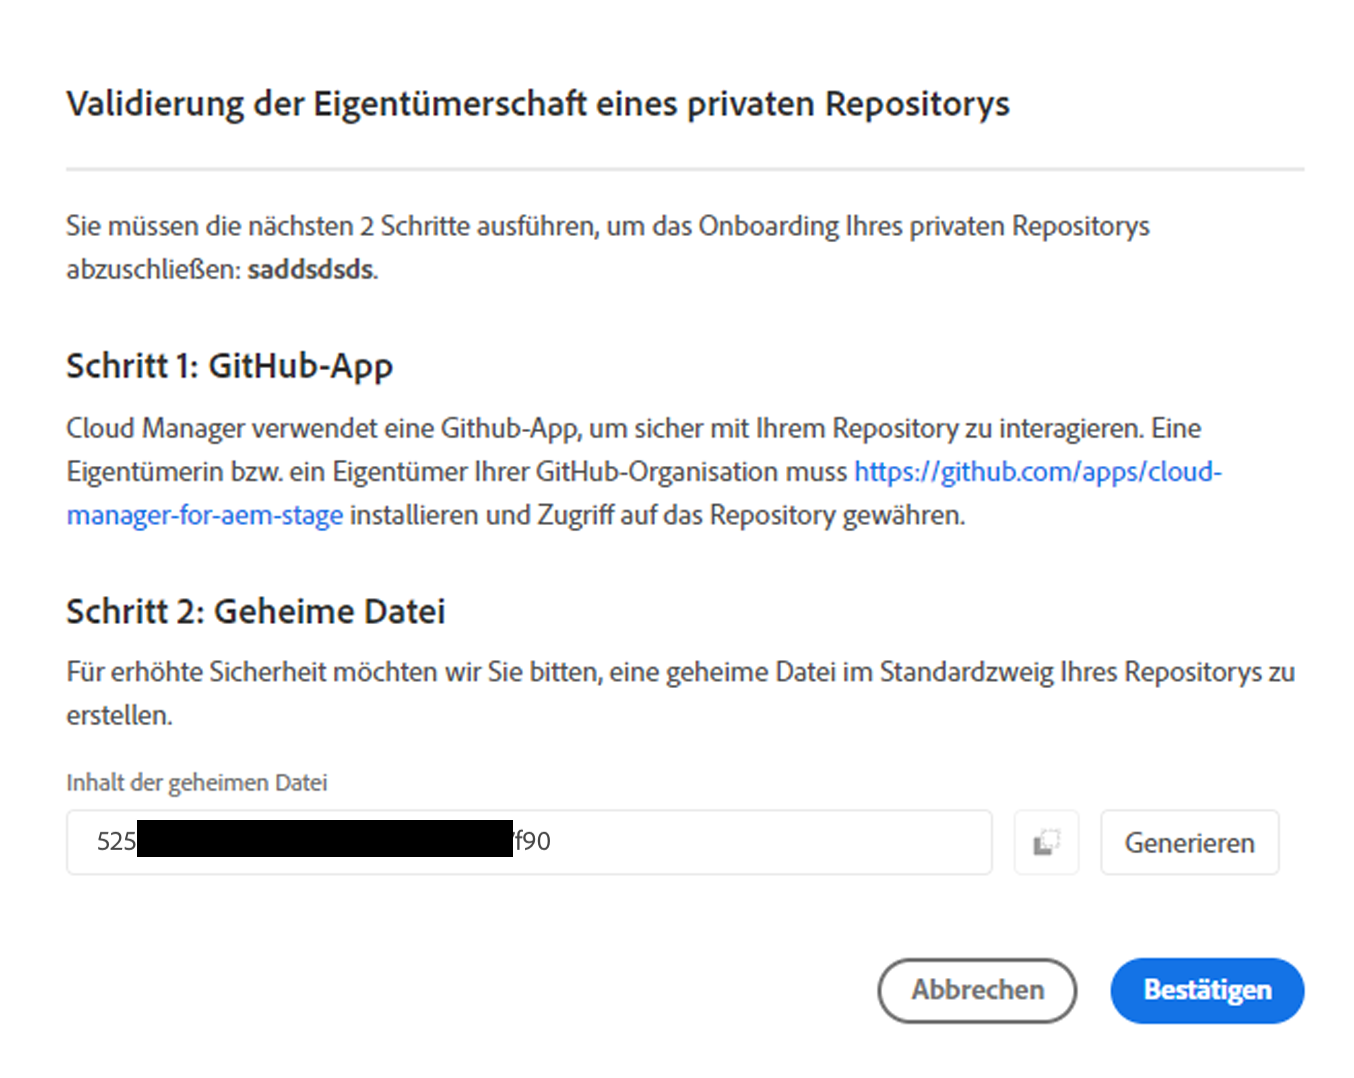 Validierung der Eigentümerschaft eines privaten Repositorys
Sie müssen die nächsten 2 Schritte ausführen, um das Onboarding Ihres privaten Repositorys
abzuschließen: saddsdsds.
Schritt 1: GitHub-App
Cloud Manager verwendet eine Github-App, um sicher mit Ihrem Repository zu interagieren. Eine
Eigentümerin bzw. ein Eigentümer Ihrer GitHub-Organisation muss https://github.com/apps/cloud-
manager-for-aem-stage installieren und Zugriff auf das Repository gewähren.
Schritt 2: Geheime Datei
Für erhöhte Sicherheit möchten wir Sie bitten, eine geheime Datei im Standardzweig Ihres Repositorys zu
erstellen.
Inhalt der geheimen Datei
525 f90
Generieren
Abbrechen
Bestätigen